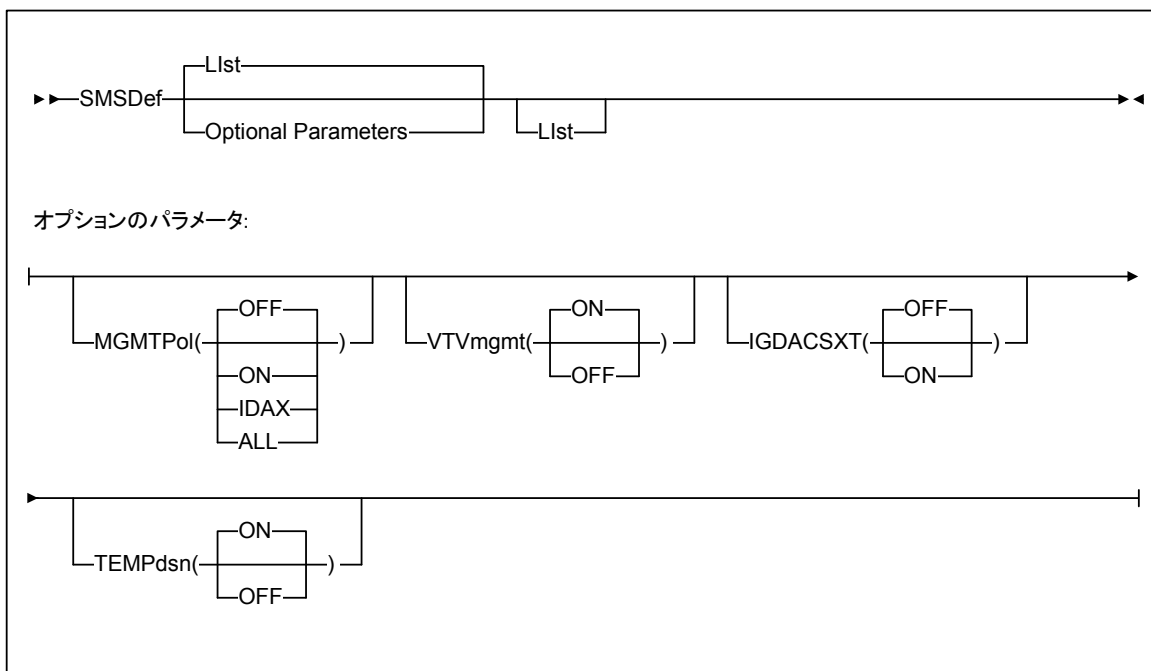 LIst
SMSDef
Optional Parameters
LIst
オプションのパラメータ:
OFF
MGMTPol( )
ON
IDAX
ALL
ON
VTVmgmt( )
OFF
OFF
IGDACSXT( )
ON
ON
TEMPdsn( )
OFF